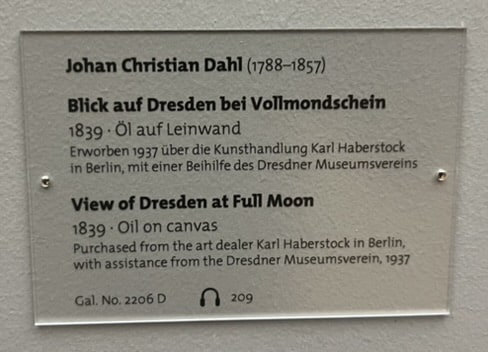 Johan Christian Dahl (1788–1857)
Blick auf Dresden bei Vollmondschein
1839 · Öl auf Leinwand
Erworben 1937 über die Kunsthandlung Karl Haberstock
in Berlin, mit einer Beihilfe des Dresdner Museumsvereins
View of Dresden at Full Moon
1839 · Oil on canvas
Purchased from the art dealer Karl Haberstock in Berlin,
with assistance from the Dresdner Museumsverein, 1937
Gal. No. 2206 D 209